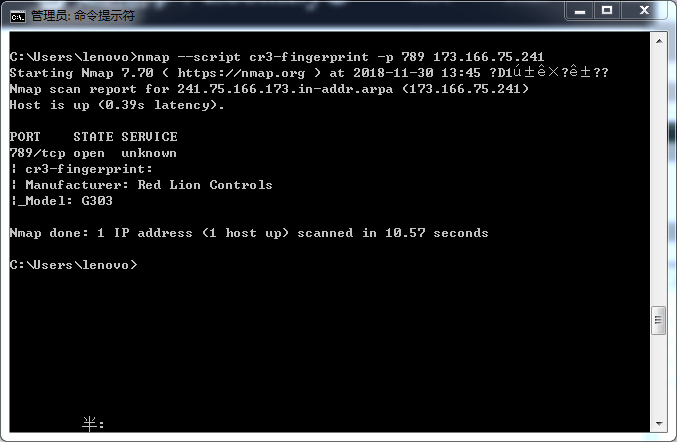 管理员: 命令提示符
C:\Users\lenovo>nmap --script cr3-fingerprint -p 789 173.166.75.241
Starting Nmap 7.70 ( https://nmap.org ) at 2018-11-30 13:45 ?D1ú±ê×?ê±??
Nmap scan report for 241.75.166.173.in-addr.arpa (173.166.75.241)
Host is up (0.39s latency).
PORT    STATE SERVICE
789/tcp open  unknown
| cr3-fingerprint:
| Manufacturer: Red Lion Controls
|_Model: G303
Nmap done: 1 IP address (1 host up) scanned in 10.57 seconds
C:\Users\lenovo>
半: